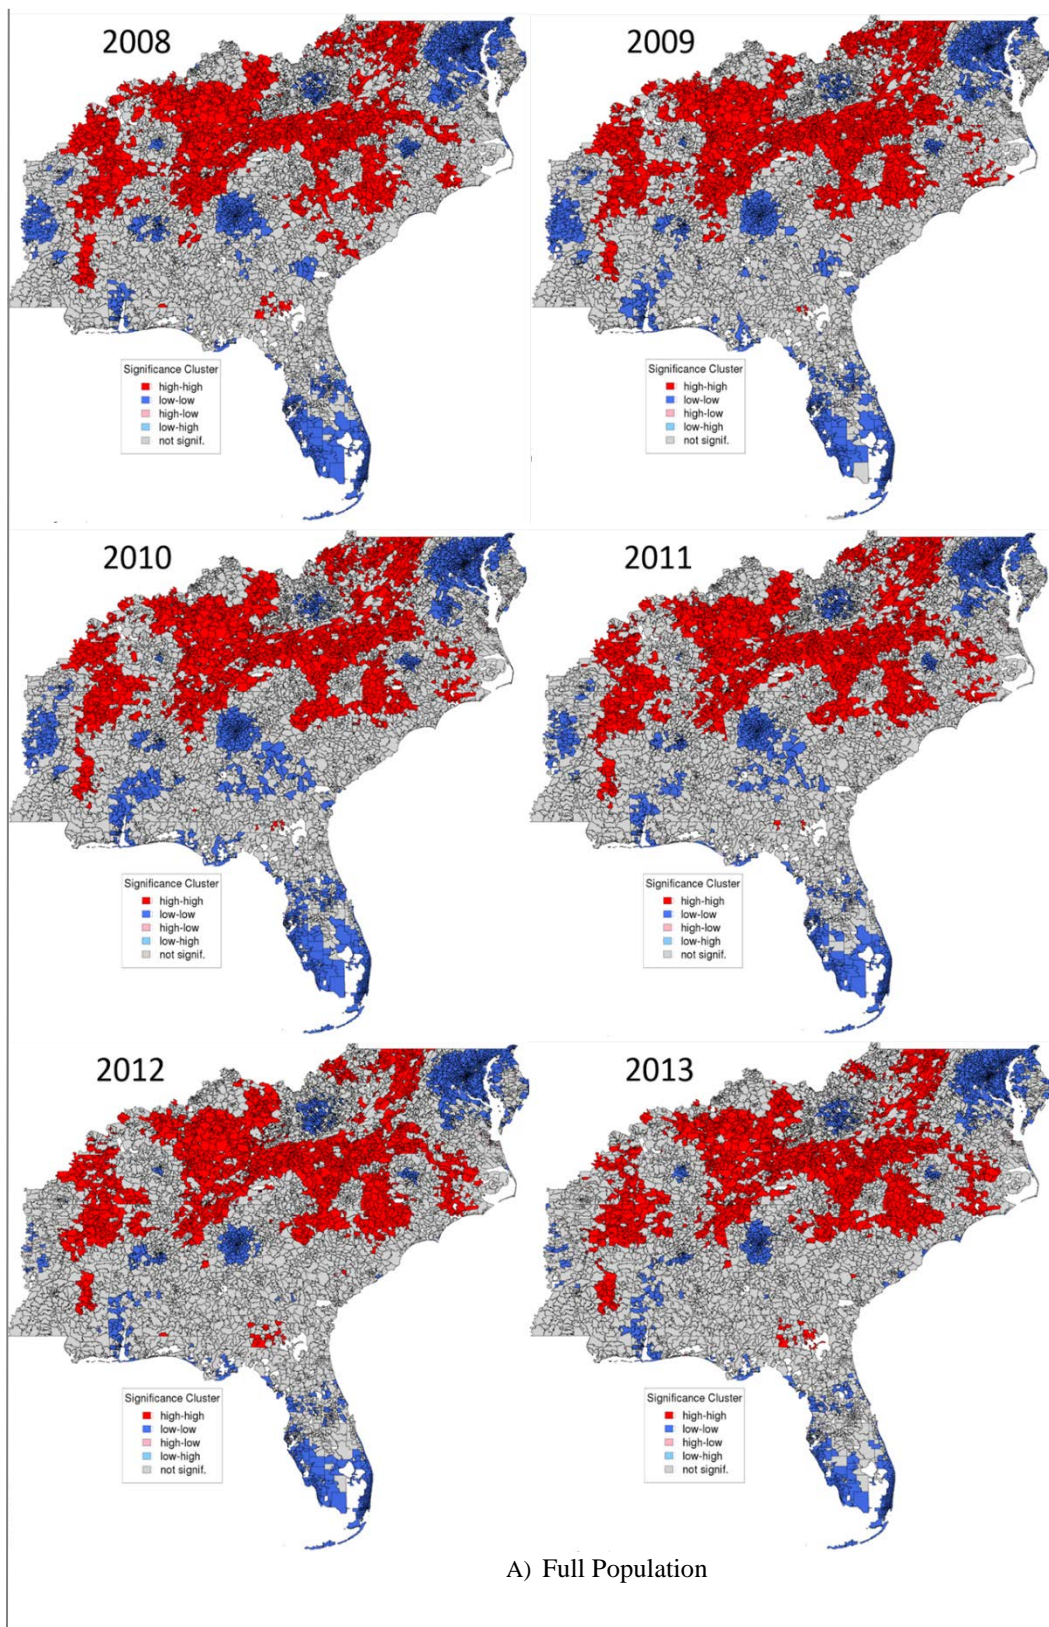 2008
2009
Significance Cluster
high-high
low-low
high-low
low-high
not signif.
Significance Cluster
high-high
low-low
high-low
low-high
not signif.
2010
2011
Significance Cluster
high-high
low-low
high-low
low-high
not signif.
Significance Cluster
high-high
low-low
high-low
low-high
not signif.
2012
2013
Significance Cluster
high-high
low-low
high-low
low-high
not signif.
Significance Cluster
high-high
low-low
high-low
low-high
not signif.
A) Full Population